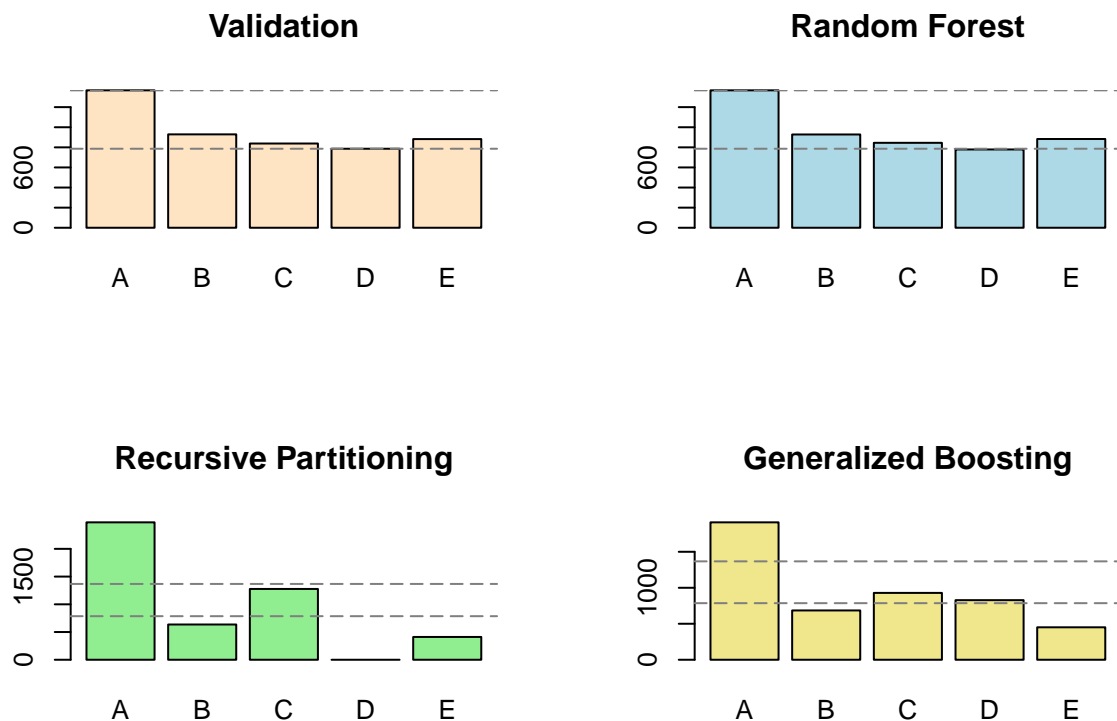 Validation
600
0
A B C D E
Random Forest
600
0
A B C D E
Recursive Partitioning
1500
0
A B C D E
Generalized Boosting
1000
0
A B C D E